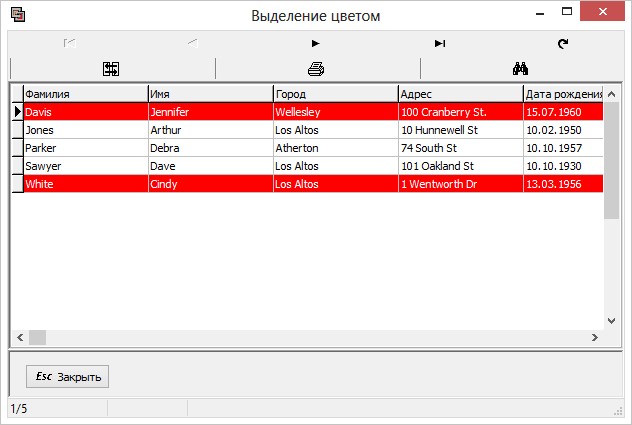 Выделение цветом
Фамилия Имя Город Адрес Дата рождения
Davis Jennifer Wellesley 100 Cranberry St. 15.07.1960
Jones Arthur Los Altos 10 Hunnewell St 10.02.1950
Parker Debra Atherton 74 South St 10.10.1957
Sawyer Dave Los Altos 101 Oakland St 10.10.1930
White Cindy Los Altos 1 Wentworth Dr 13.03.1956
Esc Закрыть
1/5